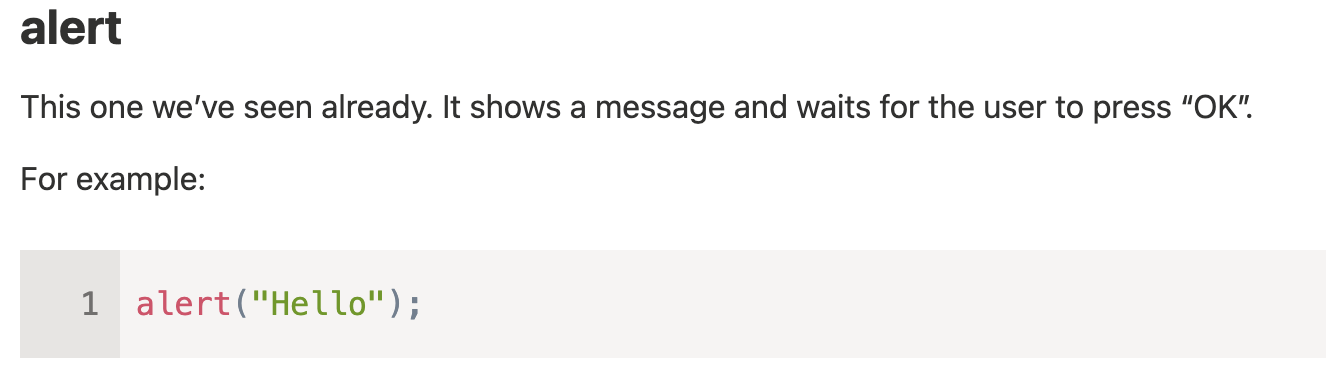 alert
This one we’ve seen already. It shows a message and waits for the user to press “OK”.
For example:
1 alert("Hello");